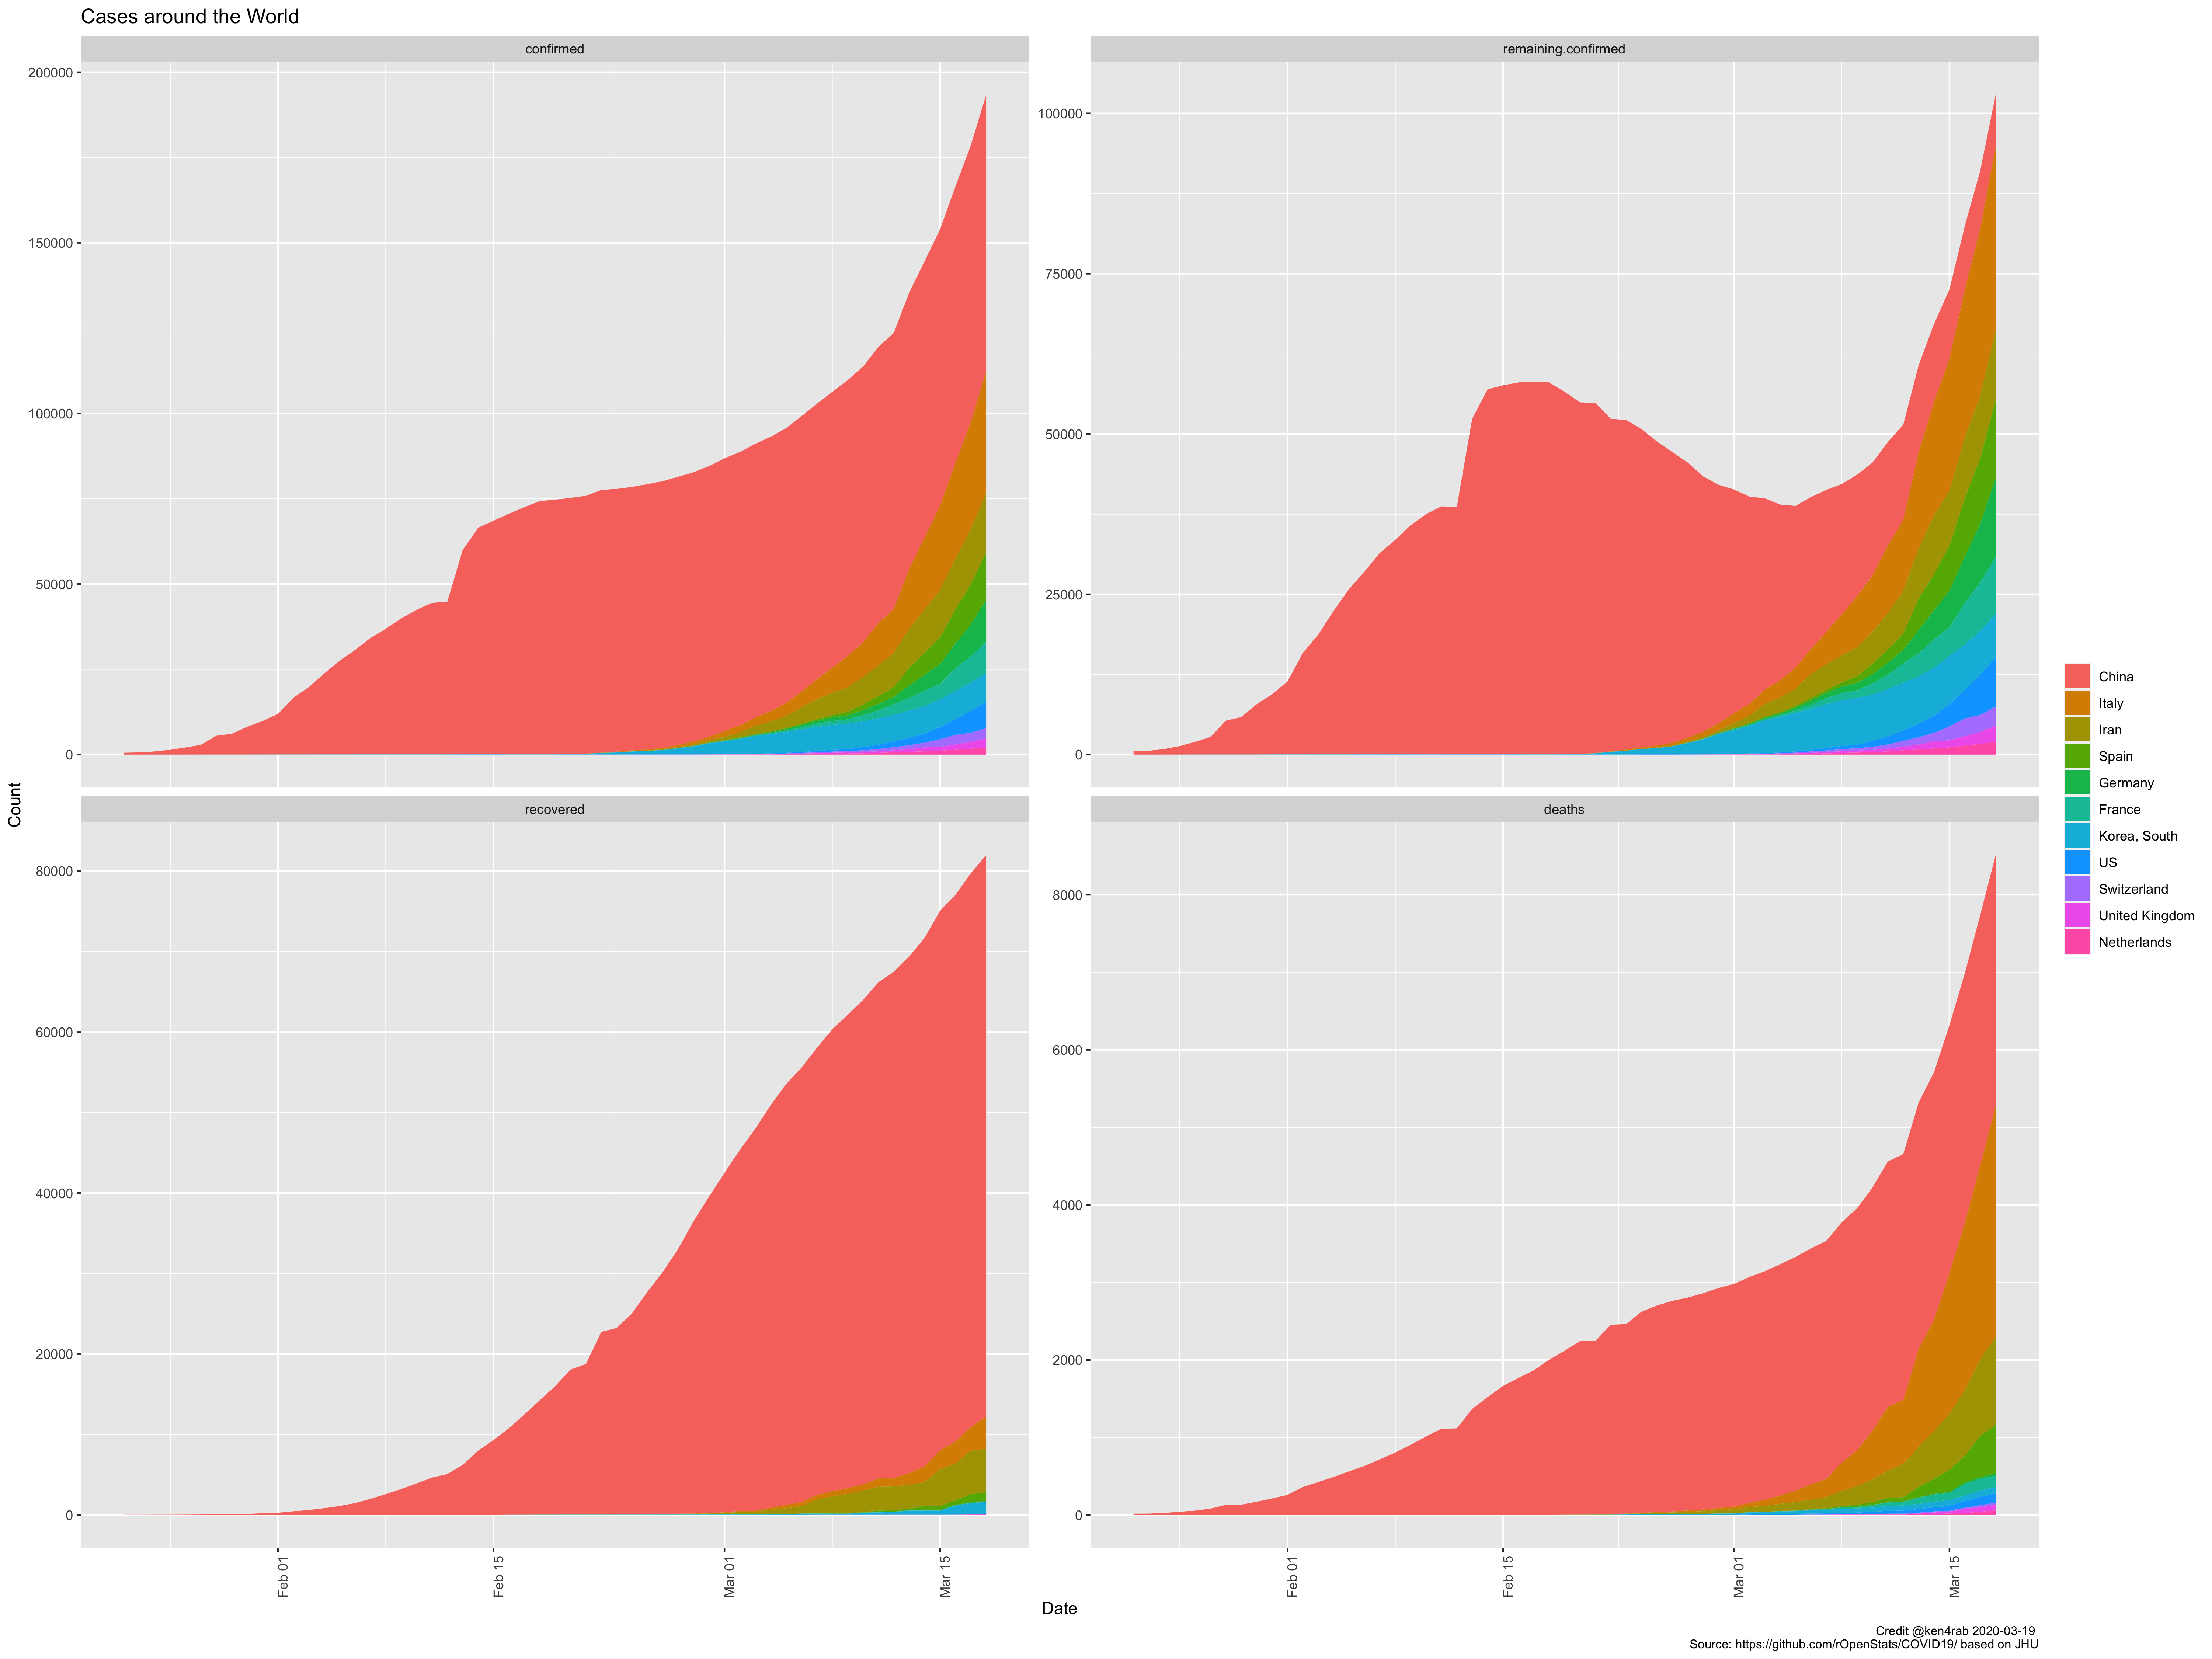 Cases around the World
confirmed
remaining.confirmed
200000
150000
100000
50000
0
100000
75000
50000
25000
0
recovered
deaths
80000
60000
40000
20000
0
8000
6000
4000
2000
0
Feb 01
Feb 15
Mar 01
Mar 15
Feb 01
Feb 15
Mar 01
Mar 15
Count
Date
China
Italy
Iran
Spain
Germany
France
Korea, South
US
Switzerland
United Kingdom
Netherlands
Credit @ken4rab 2020-03-19
Source: https://github.com/rOpenStats/COVID19/ based on JHU